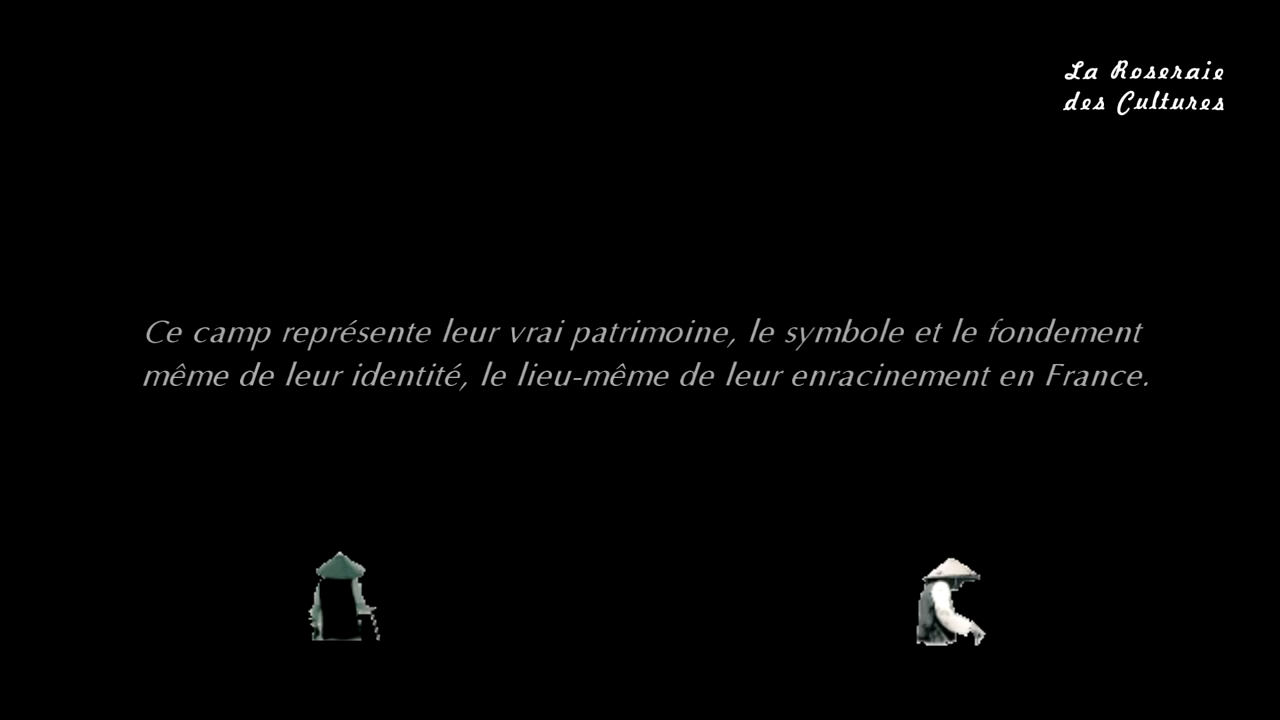 La Roseraie
des Cultures
Ce camp représente leur vrai patrimoine, le symbole et le fondement
même de leur identité, le lieu-même de leur enracinement en France.